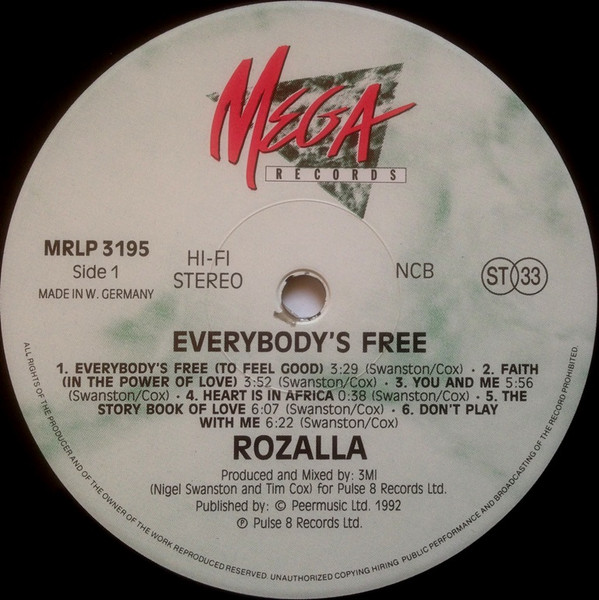 MEGA
RECORDS
MRLP 3195
Side 1
MADE IN W. GERMANY
HI-FI
STEREO
NCB
ST 33
EVERYBODY'S FREE
1. EVERYBODY'S FREE (TO FEEL GOOD) 3:29 (Swanston/Cox) · 2. FAITH
(IN THE POWER OF LOVE) 3:52 (Swanston/Cox) · 3. YOU AND ME 5:56
(Swanston/Cox) · 4. HEART IS IN AFRICA 0:38 (Swanston/Cox) · 5. THE
STORY BOOK OF LOVE 6:07 (Swanston/Cox) · 6. DON'T PLAY
WITH ME 6:22 (Swanston/Cox)
ROZALLA
Produced and Mixed by: 3MI
(Nigel Swanston and Tim Cox) for Pulse 8 Records Ltd.
Published by: © Peermusic Ltd. 1992
℗ Pulse 8 Records Ltd.
ALL RIGHTS OF THE PRODUCER AND OF THE OWNER OF THE WORK REPRODUCED RESERVED. UNAUTHORIZED COPYING HIRING PUBLIC PERFORMANCE AND BROADCASTING OF THE RECORD PROHIBITED.